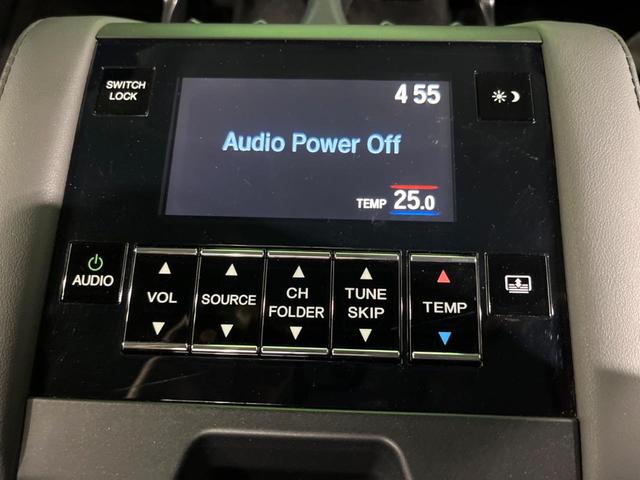 SWITCH
LOCK
4 55
Audio Power Off
TEMP 25.0
AUDIO
VOL
SOURCE
CH
FOLDER
TUNE
SKIP
TEMP